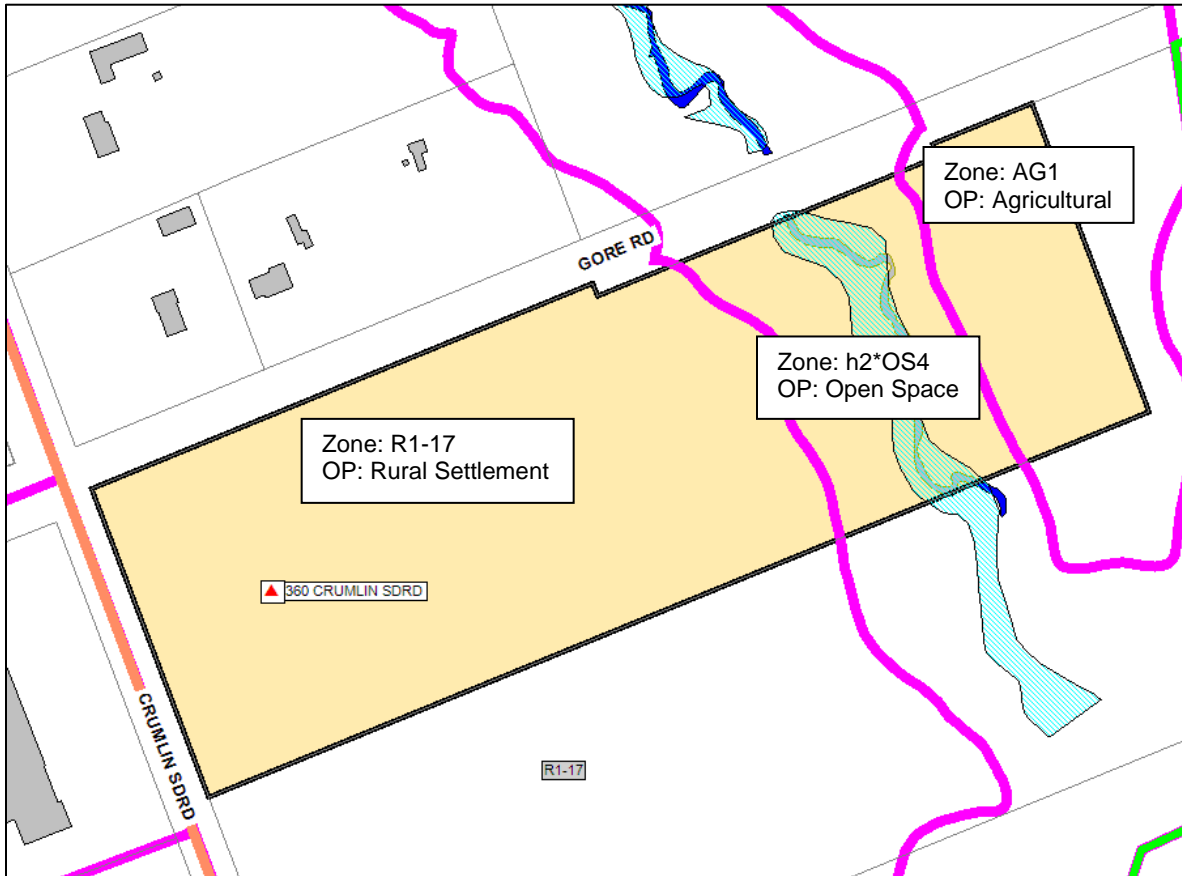 Zone: AG1
OP: Agricultural
GORE RD
Zone: h2*OS4
OP: Open Space
Zone: R1-17
OP: Rural Settlement
360 CRUMLIN SDRD
CRUMLIN SDRD
R1-17